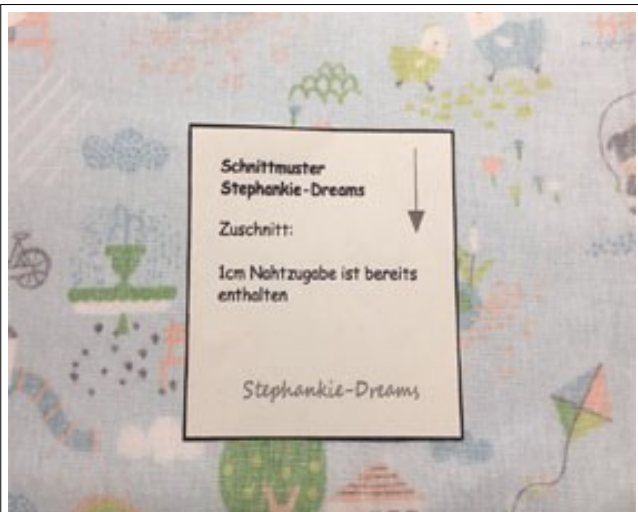 Schnittmuster
Stephankie-Dreams
Zuschnitt:
1cm Nahtzugabe ist bereits
enthalten
Stephankie-Dreams